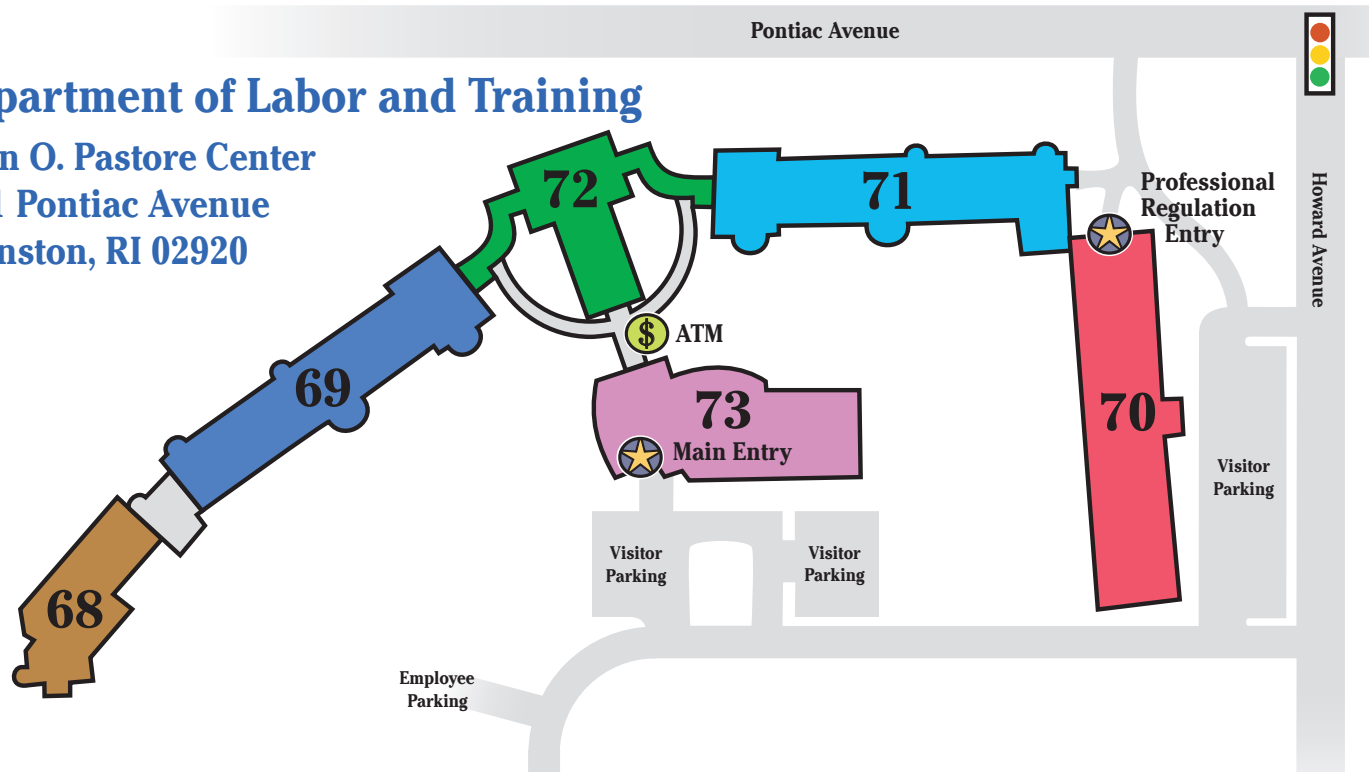 Pontiac Avenue
partment of Labor and Training
n O. Pastore Center
Pontiac Avenue
nston, RI 02920
72
71
Professional
Regulation
Entry
Howard Avenue
$ ATM
69
73
Main Entry
70
Visitor
Parking
Visitor
Parking
Visitor
Parking
68
Employee
Parking